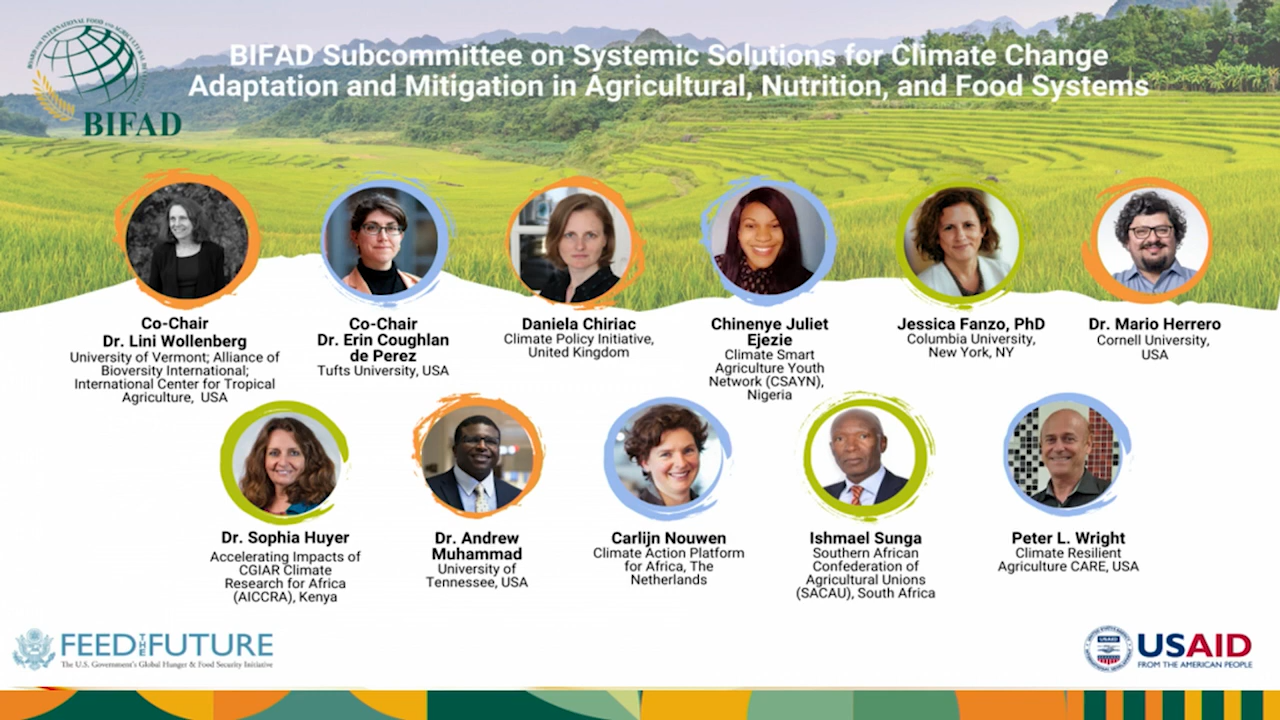 BIFAD Subcommittee on Systemic Solutions for Climate Change
Adaptation and Mitigation in Agricultural, Nutrition, and Food Systems
BIFAD
Co-Chair
Dr. Lini Wollenberg
University of Vermont; Alliance of
Bioversity International;
International Center for Tropical
Agriculture, USA
Co-Chair
Dr. Erin Coughlan
de Perez
Tufts University, USA
Daniela Chiriac
Climate Policy Initiative,
United Kingdom
Chinenye Juliet
Ejezie
Climate Smart
Agriculture Youth
Network (CSAYN),
Nigeria
Jessica Fanzo, PhD
Columbia University,
New York, NY
Dr. Mario Herrero
Cornell University,
USA
Dr. Sophia Huyer
Accelerating Impacts of
CGIAR Climate
Research for Africa
(AICCRA), Kenya
Dr. Andrew
Muhammad
University of
Tennessee, USA
Carlijn Nouwen
Climate Action Platform
for Africa, The
Netherlands
Ishmael Sunga
Southern African
Confederation of
Agricultural Unions
(SACAU), South Africa
Peter L. Wright
Climate Resilient
Agriculture CARE, USA
FEED THE FUTURE
The U.S. Government's Global Hunger & Food Security Initiative
USAID
USAID
FROM THE AMERICAN PEOPLE